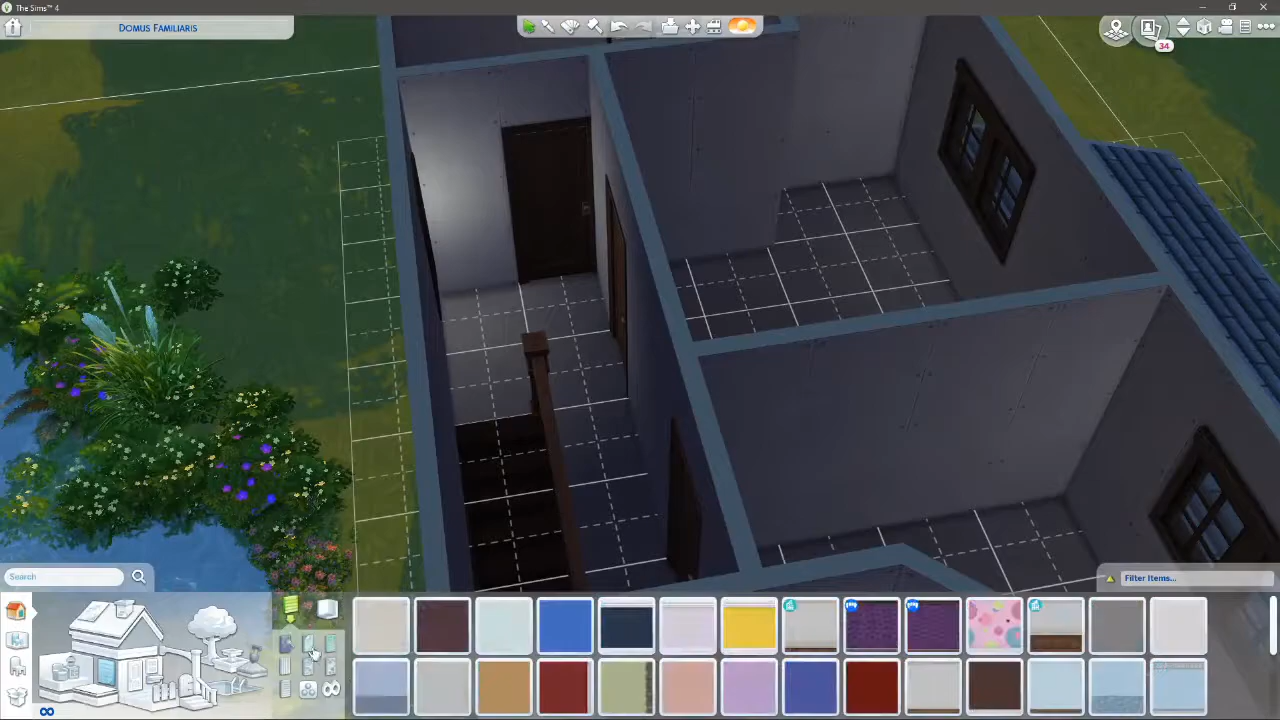 The Sims™ 4
Domus Familiaris
34
Search
Filter Items...